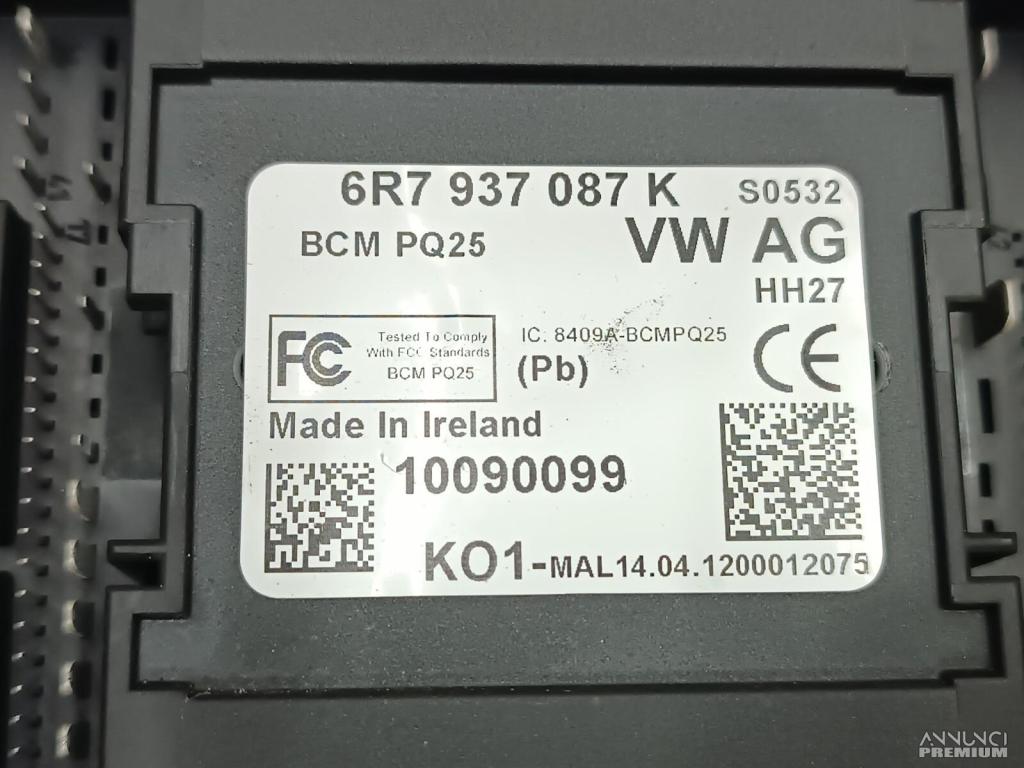 6R7 937 087 K S0532
BCM PQ25 VW AG
HH27
FCC Tested To Comply
With FCC Standards
BCM PQ25
IC: 8409A-BCMPQ25
(Pb)
CE
Made In Ireland
10090099
KO1-MAL14.04.1200012075
ANNUNCI
PREMIUM